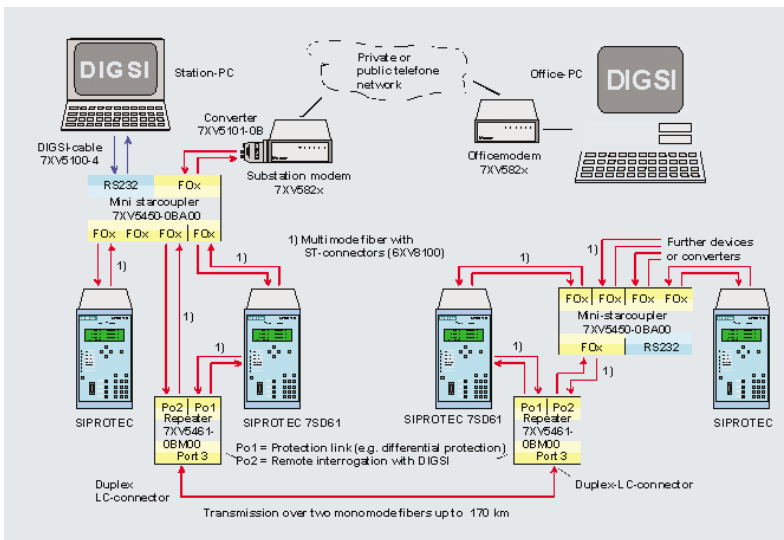 DIGSI
Station-PC
Private or
public telefone
network
Office-PC
DIGSI
DIGSI-cable
7XV5100-4
Converter
7XV5101-0B
Substation modem
7XV582x
Officemodem
7XV582x
RS232 FOx
Mini starcoupler
7XV5450-0BA00
FOx FOx FOx FOx
1) Multimode fiber with
ST-connectors (6XV8100)
1)
1)
1)
1)
SIPROTEC
SIPROTEC 7SD61
Po2 Po1
Repeater
7XV5461-
0BM00
Port 3
Po1 = Protection link (e.g. differential protection)
Po2 = Remote interrogation with DIGSI
1)
1)
Further devices
or converters
FOx FOx FOx FOx
Mini-starcoupler
7XV5450-0BA00
FOx RS232
1)
1)
SIPROTEC 7SD61
SIPROTEC
Po1 Po2
Repeater
7XV5461-
0BM00
Port 3
Duplex
LC-connector
Duplex-LC-connector
Transmission over two monomode fibers up to 170 km